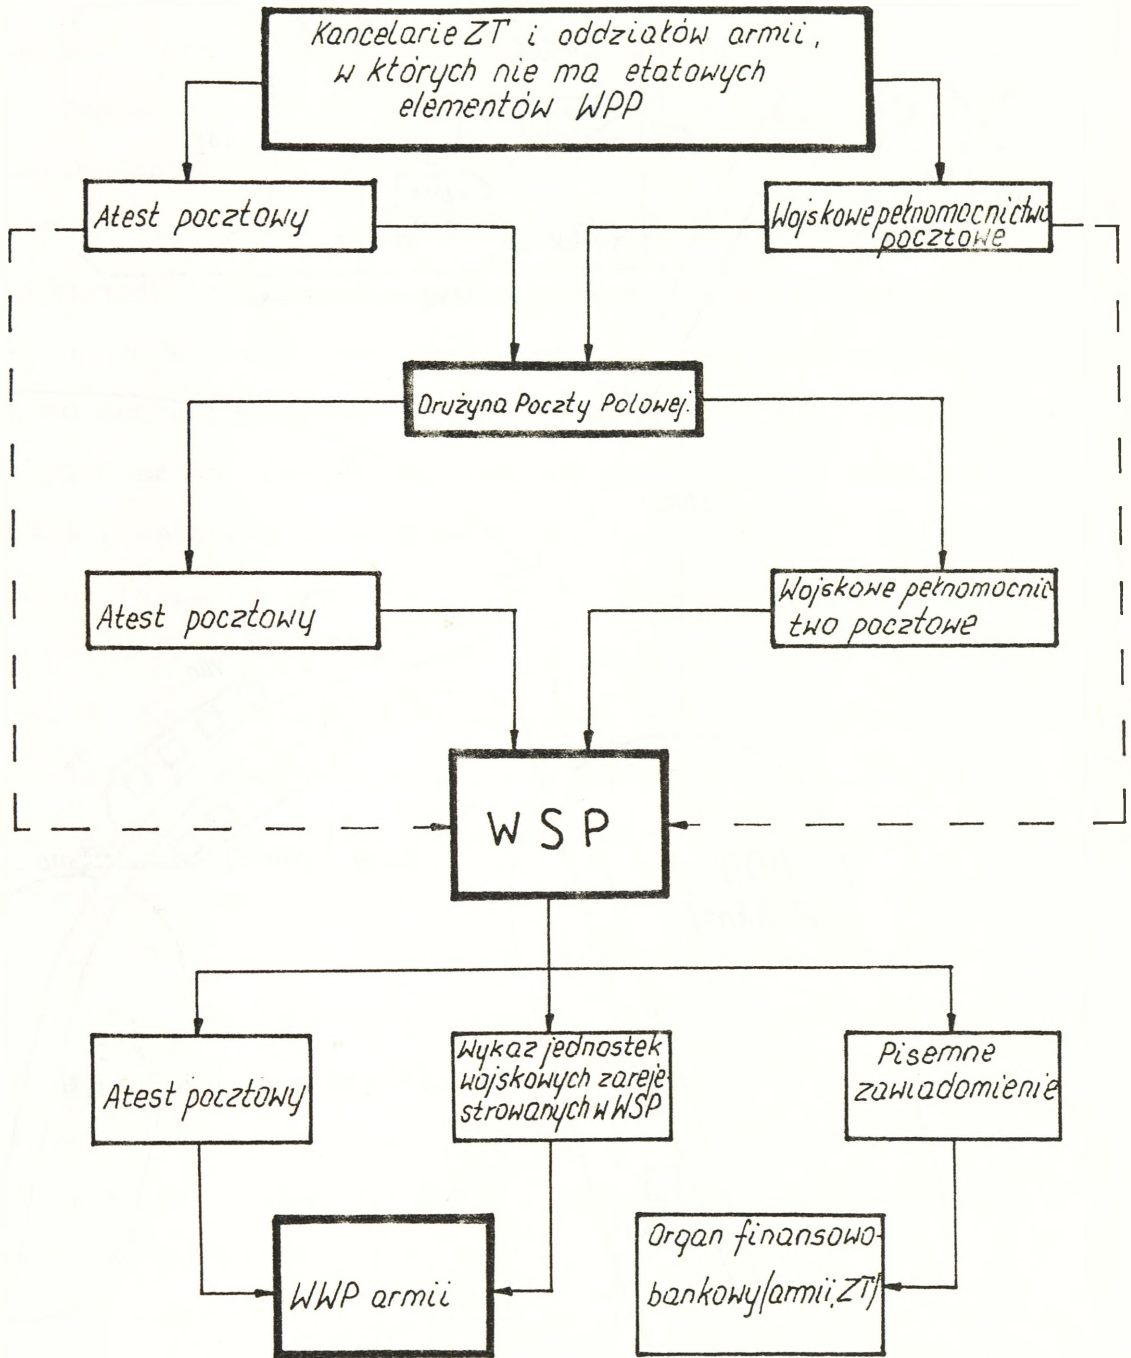 Kancelarie ZT i oddziałów armii,
w których nie ma etatowych
elementów WPP
Atest pocztowy
Wojskowe pełnomocnictwo
pocztowe
Drużyna Poczty Polowej.
Atest pocztowy
Wojskowe pełnomocnic-
two pocztowe
WSP
Atest pocztowy
Wykaz jednostek
wojskowych zareje-
strowanych w WSP
Pisemne
zawiadomienie
WWP armii
Organ finansowo-
bankowy/armii, ZT/